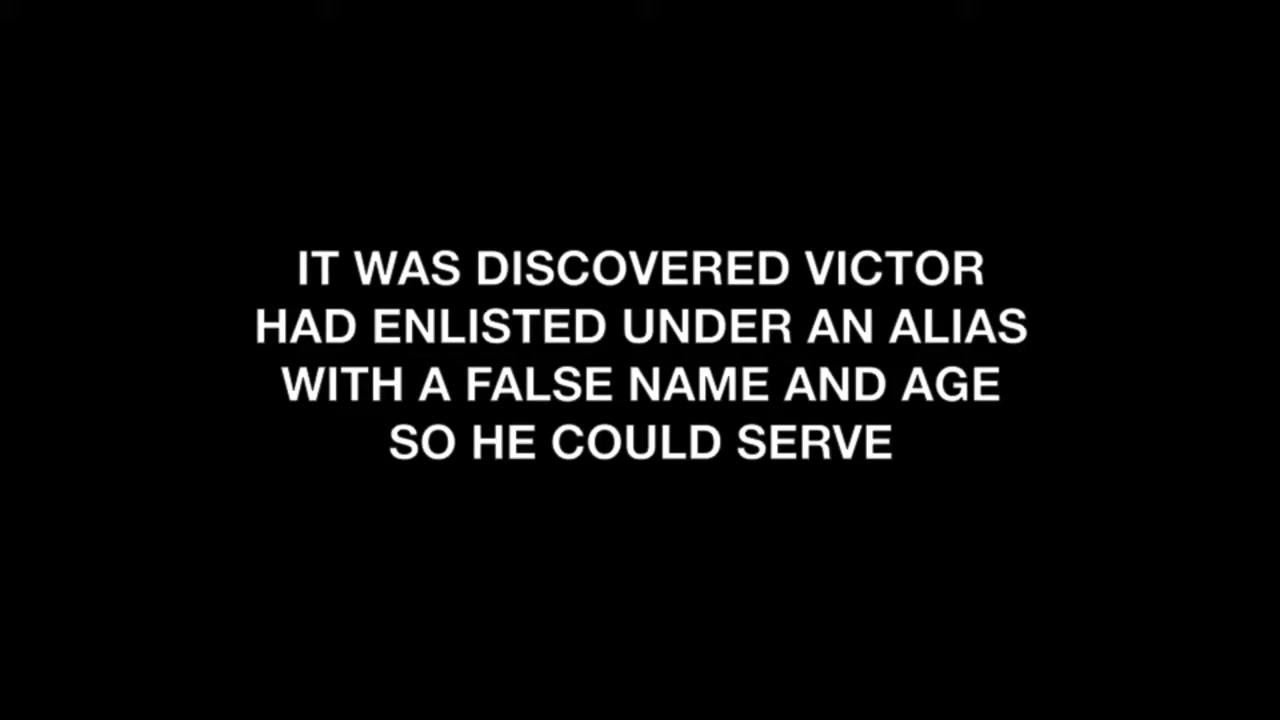 IT WAS DISCOVERED VICTOR
HAD ENLISTED UNDER AN ALIAS
WITH A FALSE NAME AND AGE
SO HE COULD SERVE